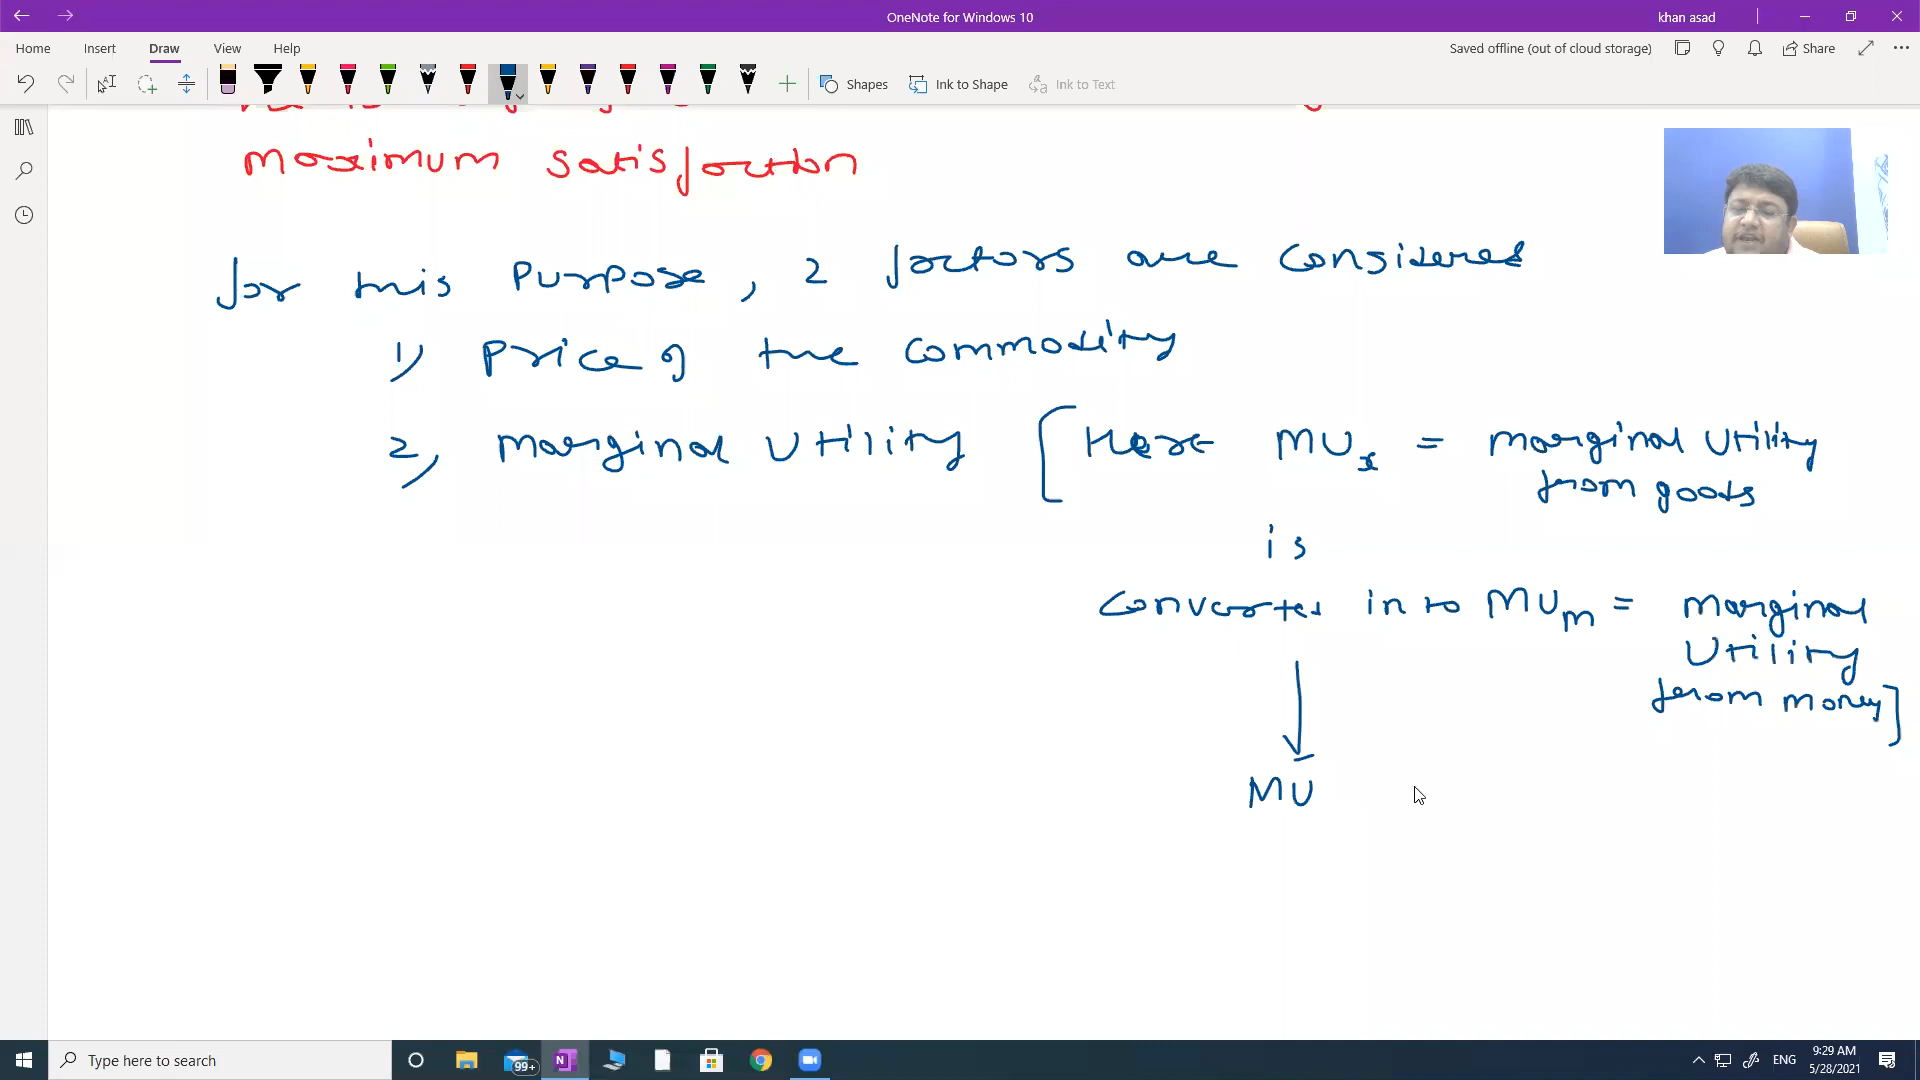 OneNote for Windows 10
khan asad
Home Insert Draw View Help
Saved offline (out of cloud storage)
Share
Shapes
Ink to Shape
Ink to Text
maximum satisfaction
for this purpose, 2 factors are considered
1) price of the commodity
2) marginal utility [Here MUx = marginal utility
from goods
is
converted into MUm = marginal
utility
from money]
MU
Type here to search
99+
ENG
9:29 AM
5/28/2021